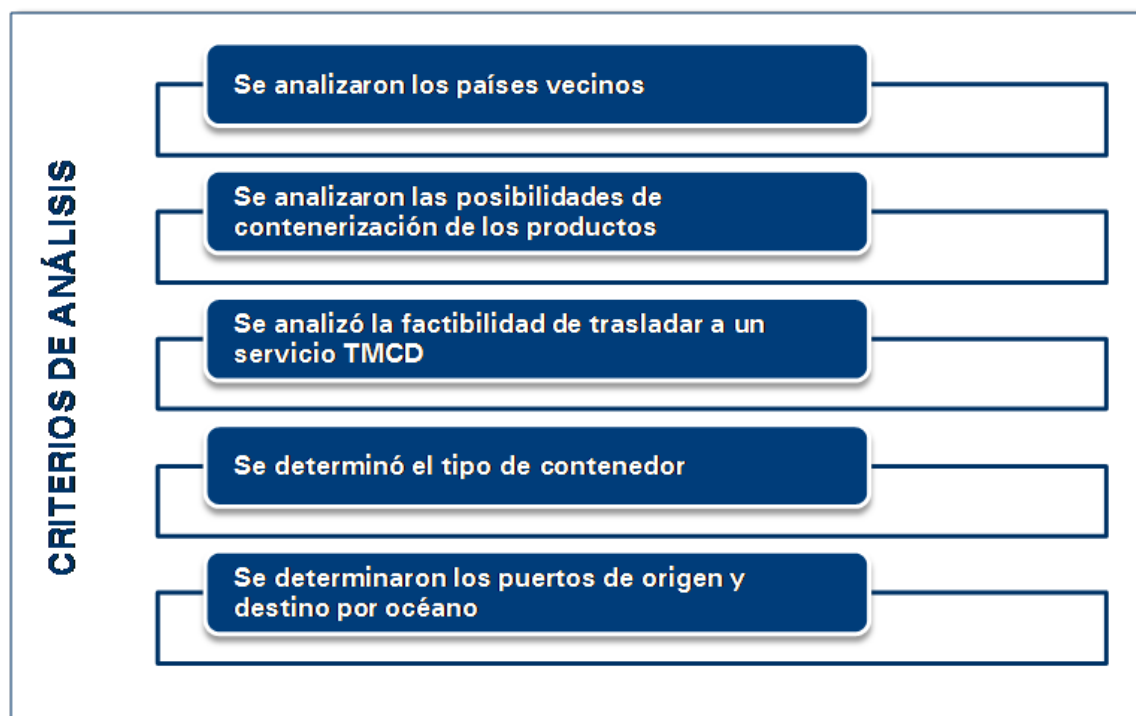 CRITERIOS DE ANÁLISIS
Se analizaron los países vecinos
Se analizaron las posibilidades de
contenerización de los productos
Se analizó la factibilidad de trasladar a un
servicio TMCD
Se determinó el tipo de contenedor
Se determinaron los puertos de origen y
destino por océano